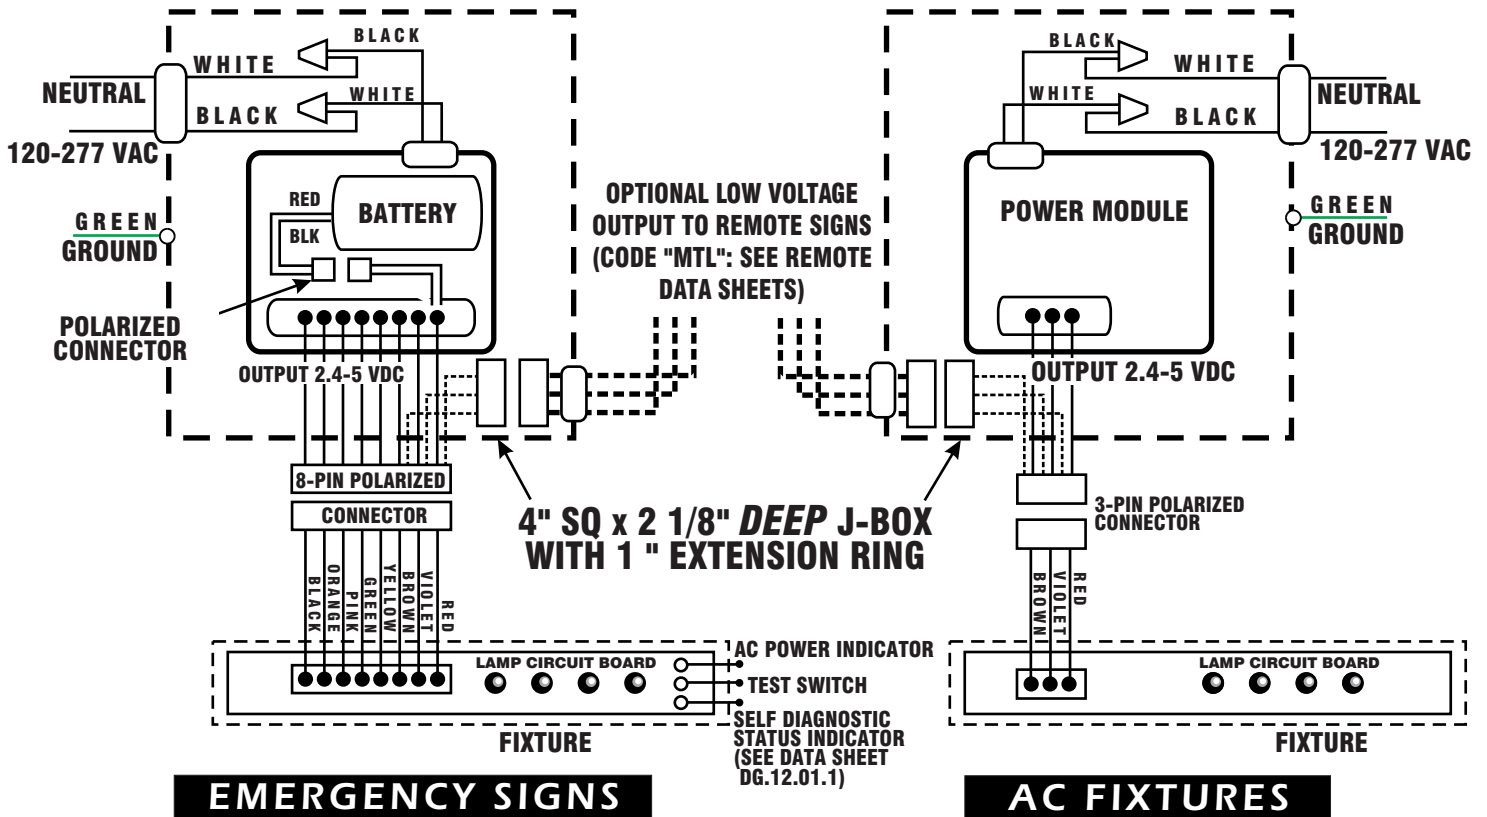 BLACK
WHITE
NEUTRAL
WHITE
BLACK
120-277 VAC
RED
BATTERY
BLK
GREEN
GROUND
POLARIZED
CONNECTOR
OUTPUT 2.4-5 VDC
8-PIN POLARIZED
CONNECTOR
BLACK
ORANGE
PINK
GREEN
YELLOW
BROWN
VIOLET
RED
LAMP CIRCUIT BOARD
AC POWER INDICATOR
TEST SWITCH
SELF DIAGNOSTIC
STATUS INDICATOR
(SEE DATA SHEET
DG.12.01.1)
FIXTURE
EMERGENCY SIGNS
OPTIONAL LOW VOLTAGE
OUTPUT TO REMOTE SIGNS
(CODE "MTL": SEE REMOTE
DATA SHEETS)
4" SQ x 2 1/8" DEEP J-BOX
WITH 1 " EXTENSION RING
BLACK
WHITE
NEUTRAL
WHITE
BLACK
120-277 VAC
POWER MODULE
GREEN
GROUND
OUTPUT 2.4-5 VDC
3-PIN POLARIZED
CONNECTOR
BROWN
VIOLET
RED
LAMP CIRCUIT BOARD
FIXTURE
AC FIXTURES